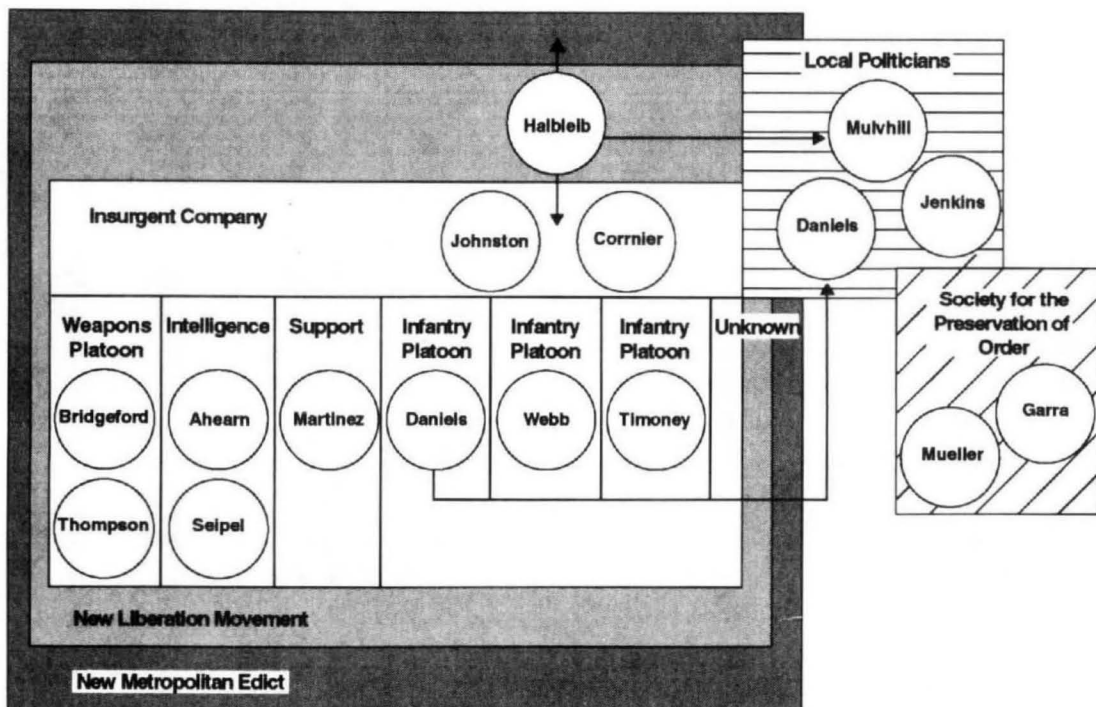 Local Politicians
Halbleib
Mulvhill
Jenkins
Daniels
Insurgent Company
Johnston
Corrnier
Society for the
Preservation of
Order
Garra
Mueller
Weapons
Platoon
Intelligence
Support
Infantry
Platoon
Infantry
Platoon
Infantry
Platoon
Unknown
Bridgeford
Ahearn
Martinez
Daniels
Webb
Timoney
Thompson
Seipel
New Liberation Movement
New Metropolitan Edict